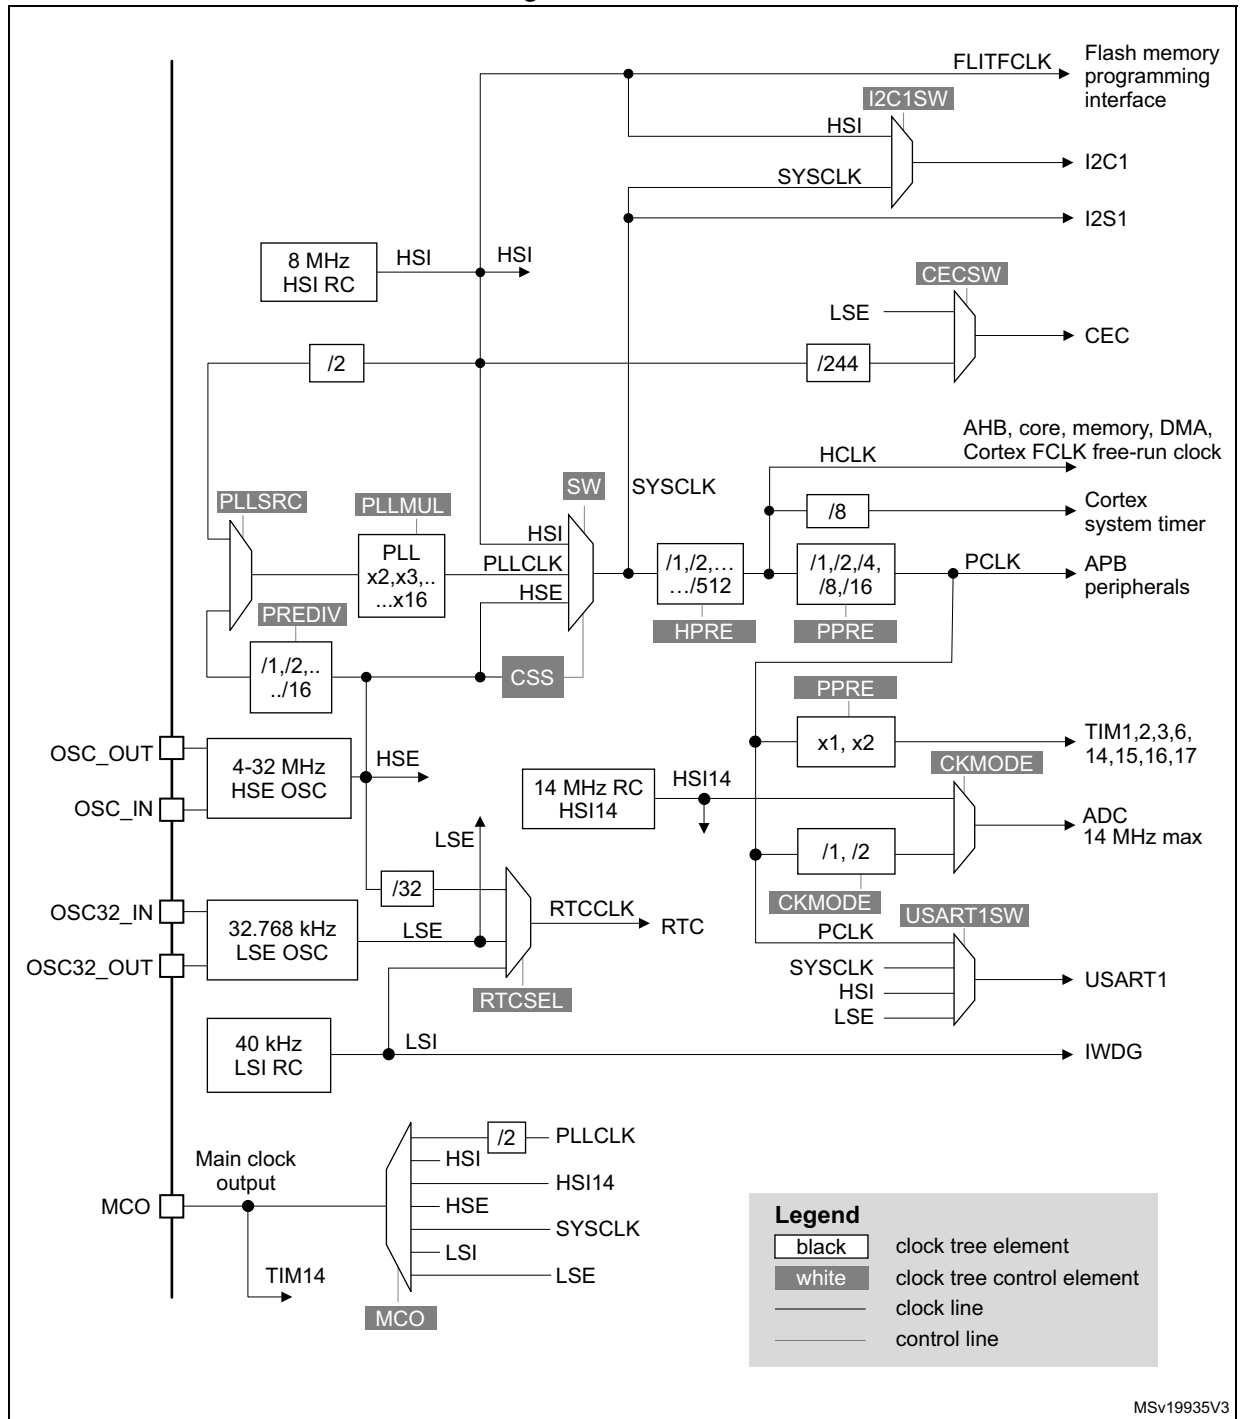 FLITFCLK
Flash memory
programming
interface
I2C1SW
HSI
I2C1
SYSCLK
I2S1
8 MHz
HSI RC
HSI
HSI
CECSW
LSE
CEC
/2
/244
AHB, core, memory, DMA,
Cortex FCLK free-run clock
HCLK
SW
SYSCLK
PLLSRC
PLLMUL
/8
Cortex
system timer
HSI
PLL
x2,x3,..
...x16
PLLCLK
HSE
/1,/2,...
.../512
/1,/2,/4,
/8,/16
PCLK
APB
peripherals
PREDIV
HPRE
PPRE
/1,/2,..
../16
CSS
PPRE
OSC_OUT
OSC_IN
4-32 MHz
HSE OSC
HSE
x1, x2
TIM1,2,3,6,
14,15,16,17
14 MHz RC
HSI14
HSI14
CKMODE
ADC
14 MHz max
LSE
/1, /2
CKMODE
/32
OSC32_IN
OSC32_OUT
32.768 kHz
LSE OSC
LSE
RTCCLK
RTC
RTCSEL
USART1SW
PCLK
SYSCLK
HSI
LSE
USART1
40 kHz
LSI RC
LSI
IWDG
/2
PLLCLK
HSI
HSI14
HSE
SYSCLK
LSI
LSE
Main clock
output
MCO
TIM14
MCO
Legend
black
clock tree element
white
clock tree control element
clock line
control line
MSv19935V3